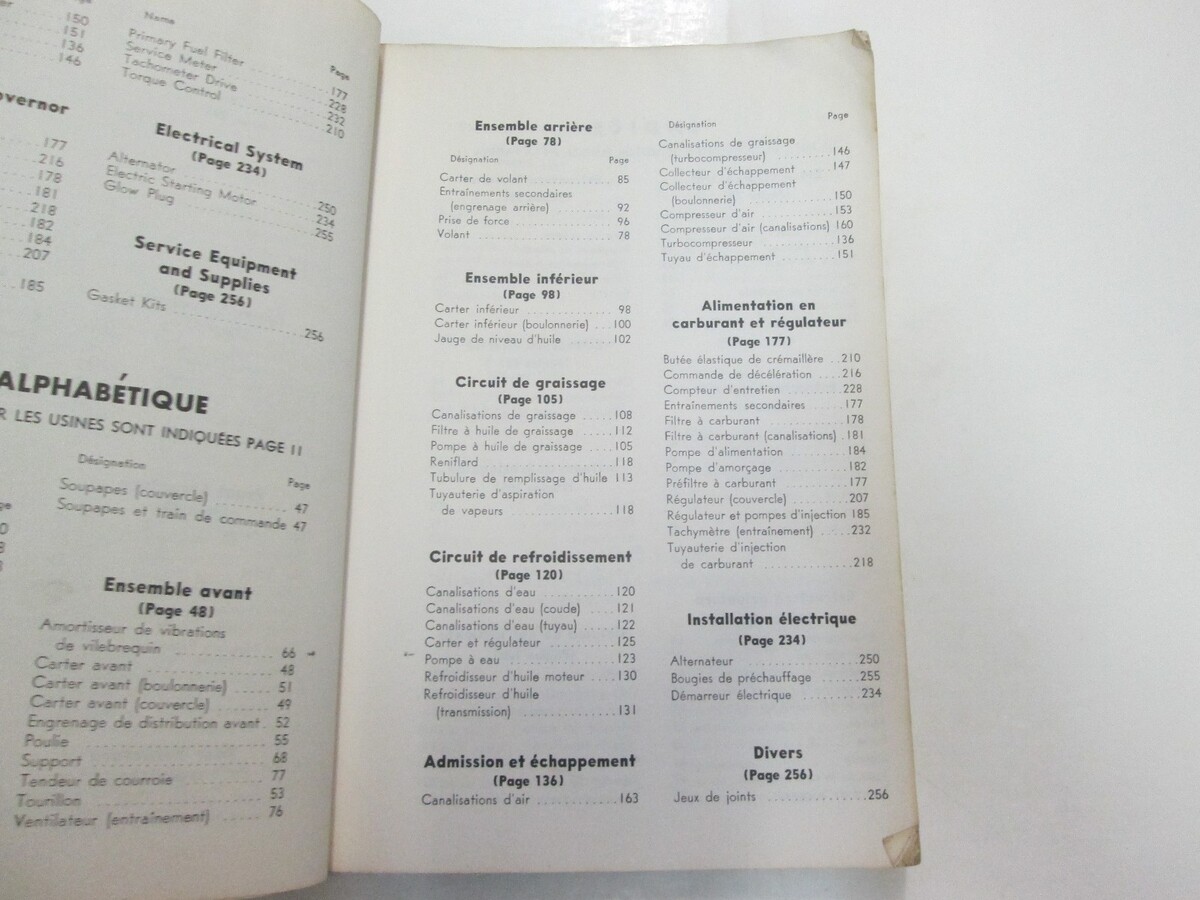 150
151
136
146
Governor
177
216
178
181
218
182
184
207
185
Name
Page
Primary Fuel Filter 177
Service Meter 228
Tachometer Drive 232
Torque Control 210
Electrical System
(Page 234)
Alternator 250
Electric Starting Motor 234
Glow Plug 255
Service Equipment
and Supplies
(Page 256)
Gasket Kits 256
ALPHABÉTIQUE
LES USINES SONT INDIQUÉES PAGE II
Désignation
Page
Soupapes (couvercle) 47
Soupapes et train de commande 47
Ensemble avant
(Page 48)
Amortisseur de vibrations
de villebrequin 66
Carter avant 48
Carter avant (boulonnerie) 51
Carter avant (couvercle) 49
Engrenage de distribution avant 52
Poulie 55
Support 68
Tendeur de courroie 77
Tourillon 53
Ventilateur (entraînement) 76
Ensemble arrière
(Page 78)
Désignation Page
Carter de volant 85
Entraînements secondaires
(engrenage arrière) 92
Prise de force 96
Volant 78
Ensemble inférieur
(Page 98)
Carter inférieur 98
Carter inférieur (boulonnerie) 100
Jauge de niveau d'huile 102
Circuit de graissage
(Page 105)
Canalisations de graissage 108
Filtre à huile de graissage 112
Pompe à huile de graissage 105
Reniflard 118
Tubulure de remplissage d'huile 113
Tuyauterie d'aspiration
de vapeurs 118
Circuit de refroidissement
(Page 120)
Canalisations d'eau 120
Canalisations d'eau (coude) 121
Canalisations d'eau (tuyau) 122
Carter et régulateur 125
Pompe à eau 123
Refroidisseur d'huile moteur 130
Refroidisseur d'huile
(transmission) 131
Admission et échappement
(Page 136)
Canalisations d'air 163
Désignation Page
Canalisations de graissage
(turbocompresseur) 146
Collecteur d'échappement 147
Collecteur d'échappement
(boulonnerie) 150
Compresseur d'air 153
Compresseur d'air (canalisations) 160
Turbocompresseur 136
Tuyau d'échappement 151
Alimentation en
carburant et régulateur
(Page 177)
Butée élastique de crémaillère 210
Commande de décélération 216
Compteur d'entretien 228
Entraînements secondaires 177
Filtre à carburant 178
Filtre à carburant (canalisations) 181
Pompe d'alimentation 184
Pompe d'amorçage 182
Préfiltre à carburant 177
Régulateur (couvercle) 207
Régulateur et pompes d'injection 185
Tachymètre (entraînement) 232
Tuyauterie d'injection
de carburant 218
Installation électrique
(Page 234)
Alternateur 250
Bougies de préchauffage 255
Démarreur électrique 234
Divers
(Page 256)
Jeux de joints 256